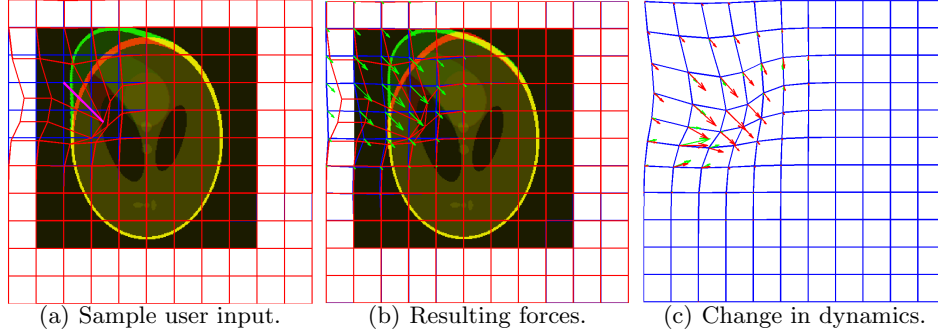 (a) Sample user input.
(b) Resulting forces.
(c) Change in dynamics.